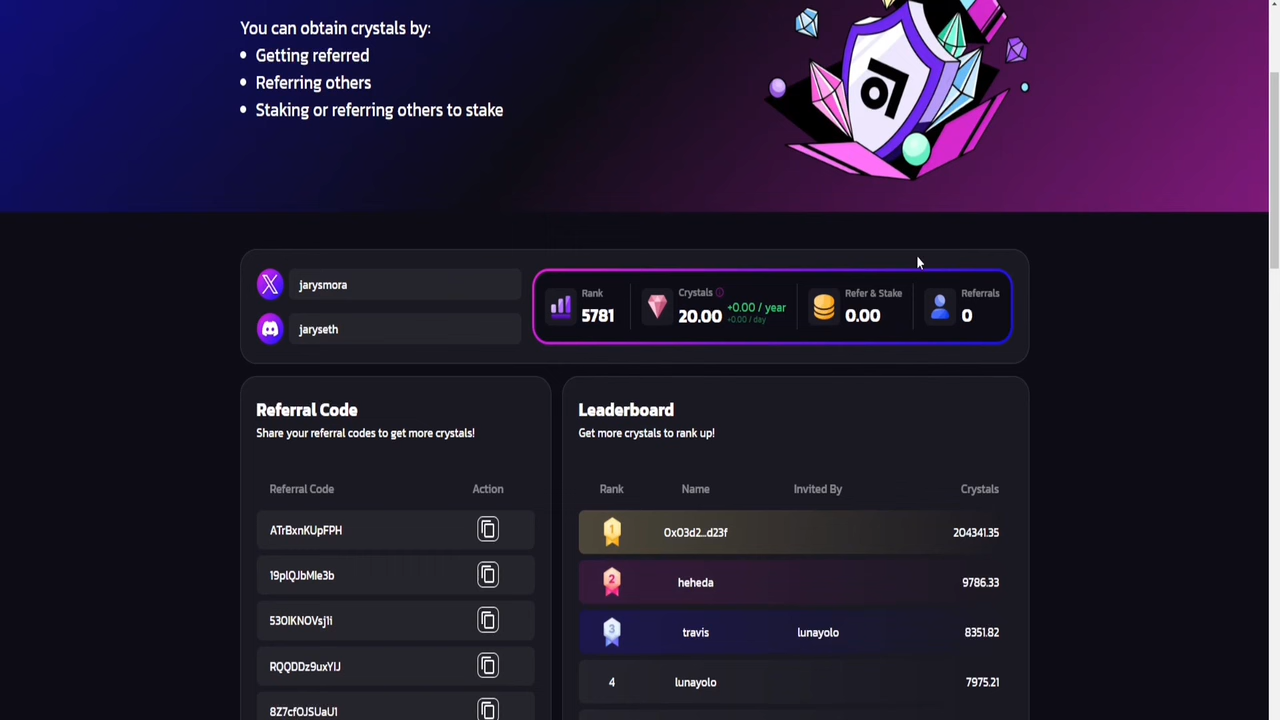 You can obtain crystals by:
• Getting referred
• Referring others
• Staking or referring others to stake
jarysmora
jaryseth
Rank
5781
Crystals
20.00
+0.00 / year
+0.00 / day
Refer & Stake
0.00
Referrals
0
Referral Code
Share your referral codes to get more crystals!
Referral Code Action
ATrBxnKUpFPH
19plQJbMle3b
53OIKNOVsj1i
RQQDDz9uxYIJ
8Z7cfOJSUaU1
Leaderboard
Get more crystals to rank up!
Rank Name Invited By Crystals
1 0x03d2...d23f 204341.35
2 heheda 9786.33
3 travis lunayolo 8351.82
4 lunayolo 7975.21